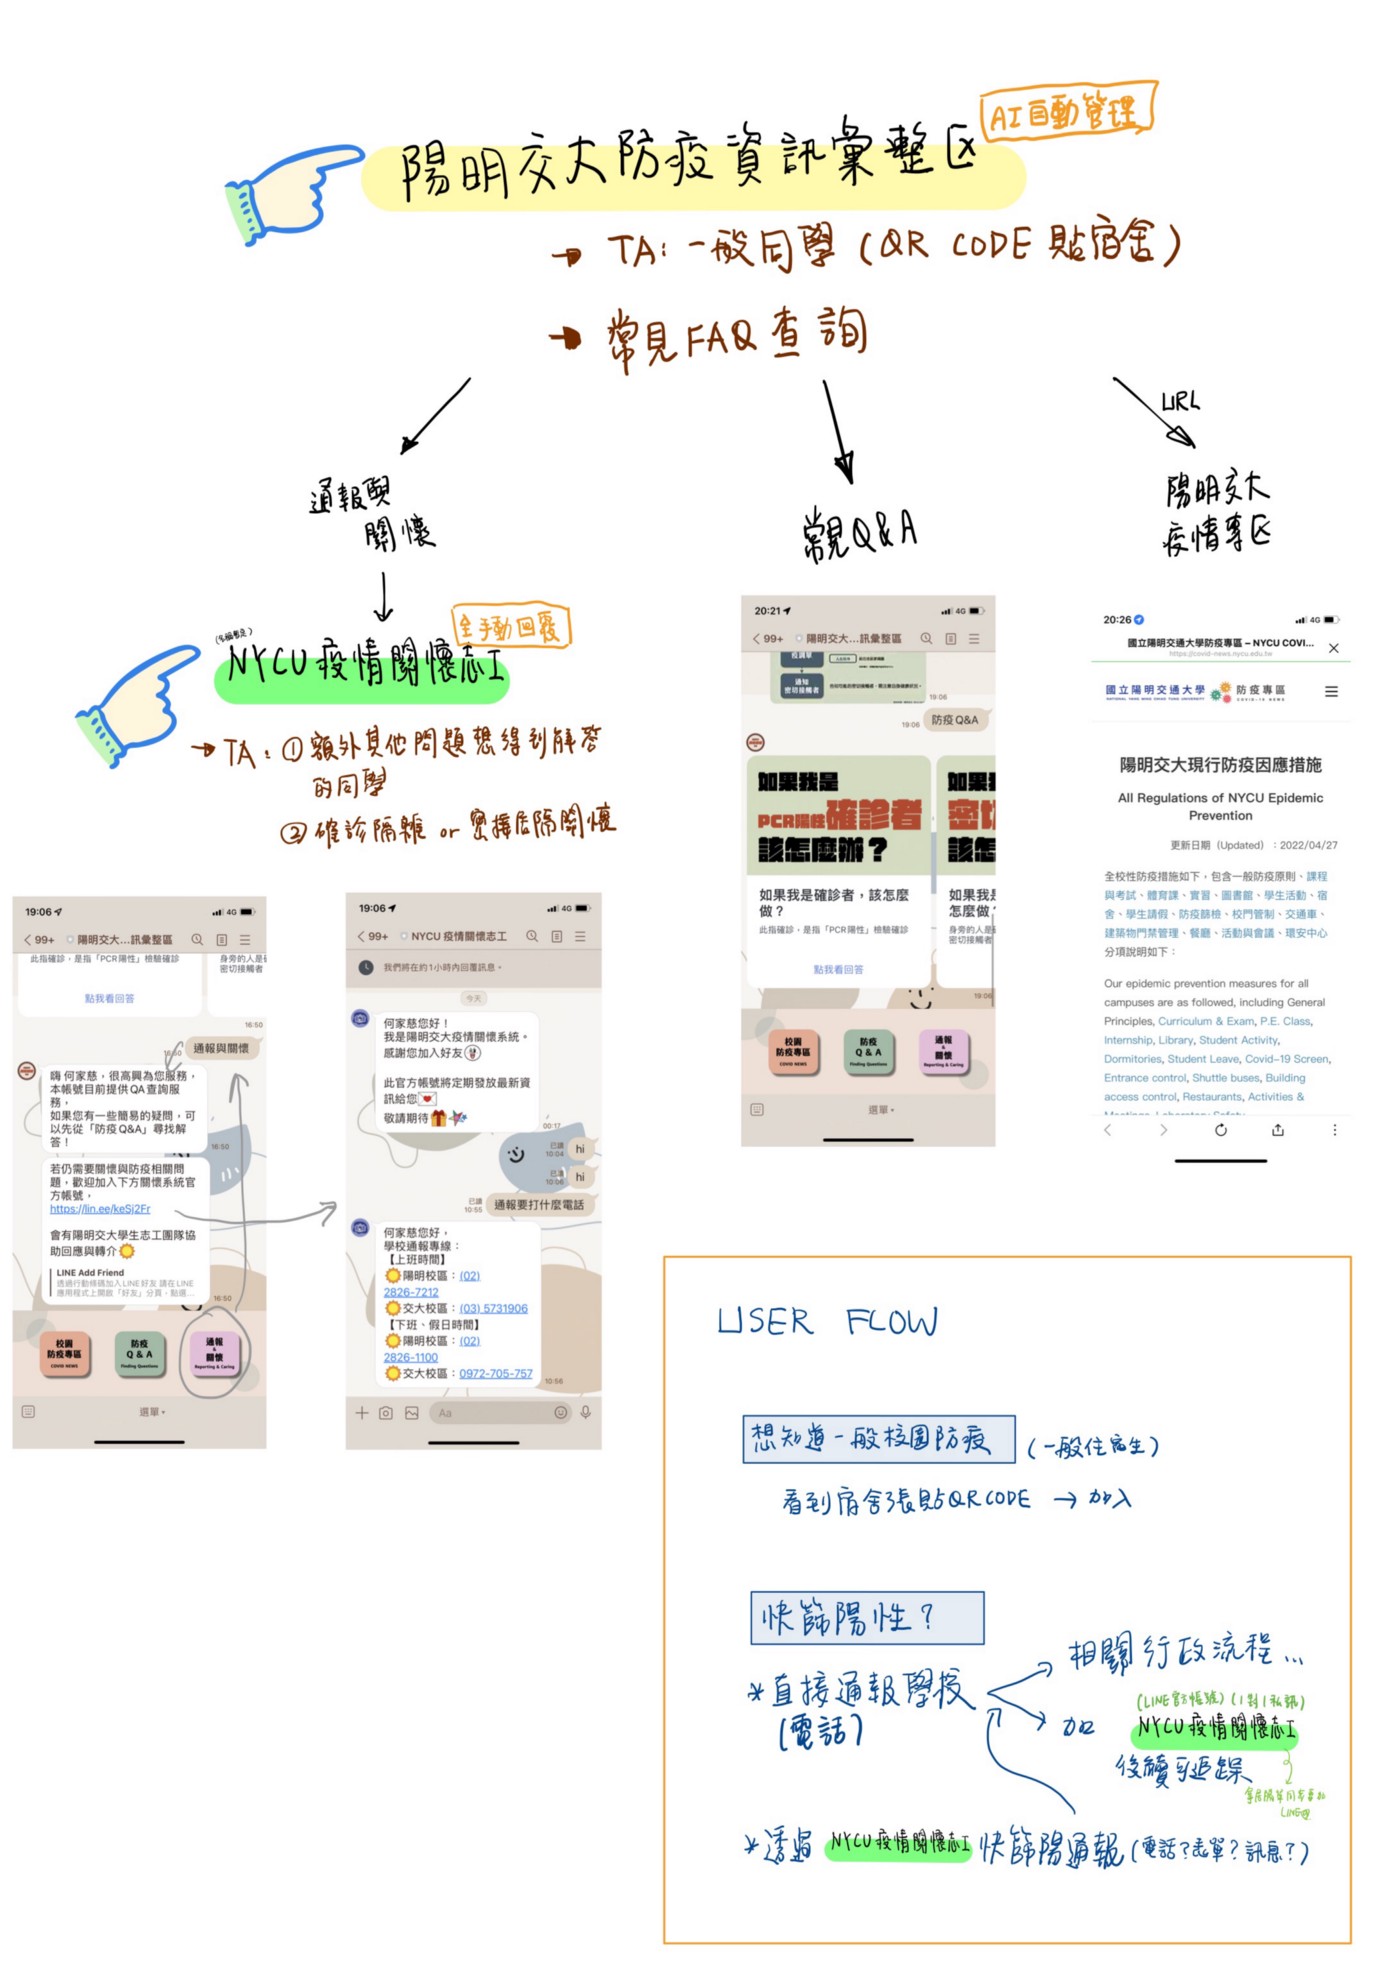 AI自動管理
陽明交大防疫資訊彙整区
→ TA: 一般同學 (QR CODE 貼宿舍)
→ 常見FAQ查詢
通報與
關懷
常見Q&A
URL
陽明交大
疫情專区
全手動回覆
NYCU疫情關懷志工
→ TA: ① 額外其他問題想得到解答
的同學
② 確診隔離 or 密接居隔關懷
20:21
4G
99+
陽明交大...訊彙整區
通知
密切接觸者
19:06
19:06
防疫 Q&A
如果我是
PCR陽性確診者
該怎麼辦？
如果我是確診者，該怎麼
做？
此指確診，是指「PCR 陽性」檢驗確診
點我看回答
如果
密切
該怎
如果我是
怎麼做
身旁的人是
密切接觸者
19:06
校園
防疫專區
COVID NEWS
防疫
Q & A
Finding Questions
通報
&
關懷
Reporting & Caring
選單
20:26
4G
國立陽明交通大學防疫專區 – NYCU COVI...
https://covid-news.nycu.edu.tw
國立陽明交通大學
NATIONAL YANG MING CHIAO TUNG UNIVERSITY
防疫專區
COVID-19 NEWS
陽明交大現行防疫因應措施
All Regulations of NYCU Epidemic
Prevention
更新日期（Updated）：2022/04/27
全校性防疫措施如下，包含一般防疫原則、課程
與考試、體育課、實習、圖書館、學生活動、宿
舍、學生請假、防疫篩檢、校門管制、交通車、
建築物門禁管理、餐廳、活動與會議、環安中心
分項說明如下：
Our epidemic prevention measures for all
campuses are as followed, including General
Principles, Curriculum & Exam, P.E. Class,
Internship, Library, Student Activity,
Dormitories, Student Leave, Covid-19 Screen,
Entrance control, Shuttle buses, Building
access control, Restaurants, Activities &
Meetings, Laboratory Safety
19:06
4G
99+
陽明交大...訊彙整區
此指確診，是指「PCR陽性」檢驗確診
點我看回答
身旁的人是
密切接觸者
16:50
16:50
通報與關懷
嗨 何家慈，很高興為您服務，
本帳號目前提供 QA 查詢服
務，
如果您有一些簡易的疑問，可
以先從「防疫 Q&A」尋找解
答！
16:50
若仍需要關懷與防疫相關問
題，歡迎加入下方關懷系統官
方帳號，
https://lin.ee/keSj2Fr
會有陽明交大學生志工團隊協
助回應與轉介
LINE Add Friend
透過行動條碼加入 LINE 好友 請在 LINE
應用程式上開啟「好友」分頁，點選...
16:50
校園
防疫專區
COVID NEWS
防疫
Q & A
Finding Questions
通報
&
關懷
Reporting & Caring
選單
19:06
4G
99+
NYCU 疫情關懷志工
我們將在約1小時內回覆訊息。
今天
何家慈您好！
我是陽明交大疫情關懷系統。
感謝您加入好友
此官方帳號將定期發放最新資
訊給您
敬請期待
00:17
已讀
10:04
hi
已讀
10:06
hi
已讀
10:55
通報要打什麼電話
何家慈您好，
學校通報專線：
【上班時間】
陽明校區：(02)
2826-7212
交大校區：(03) 5731906
【下班、假日時間】
陽明校區：(02)
2826-1100
交大校區：0972-705-757
10:56
Aa
USER FLOW
想知道一般校園防疫 (一般住宿生)
看到宿舍張貼QR CODE → 加入
快篩陽性？
*直接通報學校
(電話)
相關行政流程...
(LINE官方帳號) (1對1私訊)
加 NYCU疫情關懷志工
後續追蹤
*透過 NYCU疫情關懷志工 快篩陽通報 (電話？表單？訊息？)